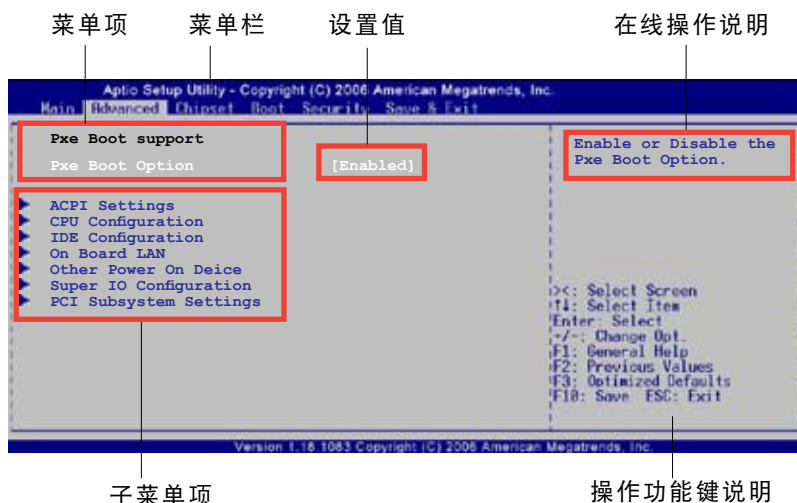 菜单项 菜单栏 设置值 在线操作说明
Aptio Setup Utility - Copyright (C) 2006 American Megatrends, Inc.
Main Advanced Chipset Boot Security Save & Exit
Pxe Boot support
Pxe Boot Option [Enabled]
Enable or Disable the
Pxe Boot Option.
ACPI Settings
CPU Configuration
IDE Configuration
On Board LAN
Other Power On Deice
Super IO Configuration
PCI Subsystem Settings
><: Select Screen
↑↓: Select Item
Enter: Select
+/-: Change Opt.
F1: General Help
F2: Previous Values
F3: Optimized Defaults
F10: Save ESC: Exit
Version 1.18.1083 Copyright (C) 2006 American Megatrends, Inc.
子菜单项 操作功能键说明